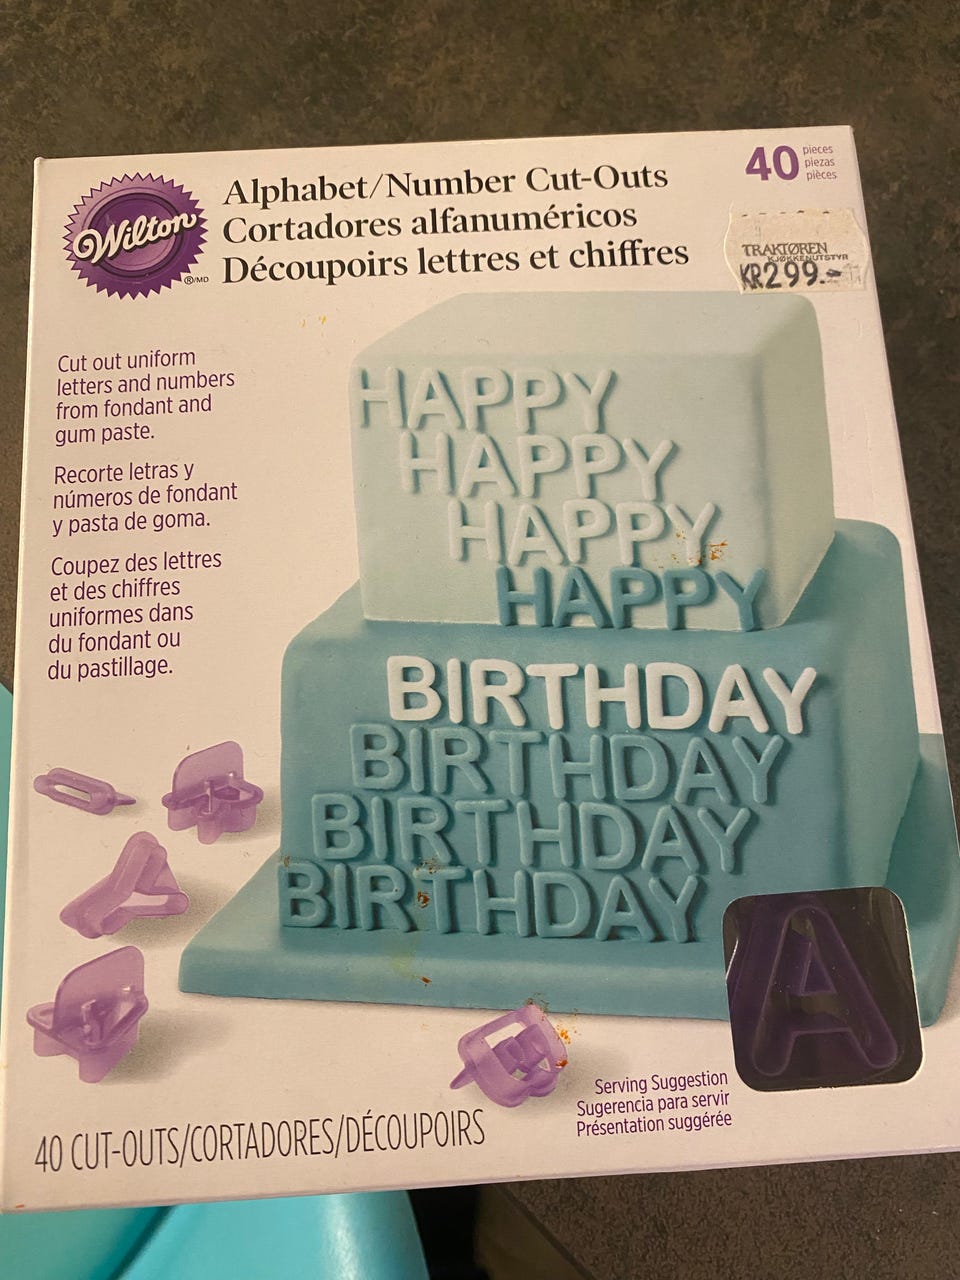 Wilton
®/MD
Alphabet/Number Cut-Outs
Cortadores alfanuméricos
Découpoirs lettres et chiffres
40 pieces
piezas
pièces
TRAKTØREN
KJØKKENUTSTYR
KR299.-
Cut out uniform
letters and numbers
from fondant and
gum paste.
Recorte letras y
números de fondant
y pasta de goma.
Coupez des lettres
et des chiffres
uniformes dans
du fondant ou
du pastillage.
HAPPY
HAPPY
HAPPY
HAPPY
BIRTHDAY
BIRTHDAY
BIRTHDAY
BIRTHDAY
A
Serving Suggestion
Sugerencia para servir
Présentation suggérée
40 CUT-OUTS/CORTADORES/DÉCOUPOIRS